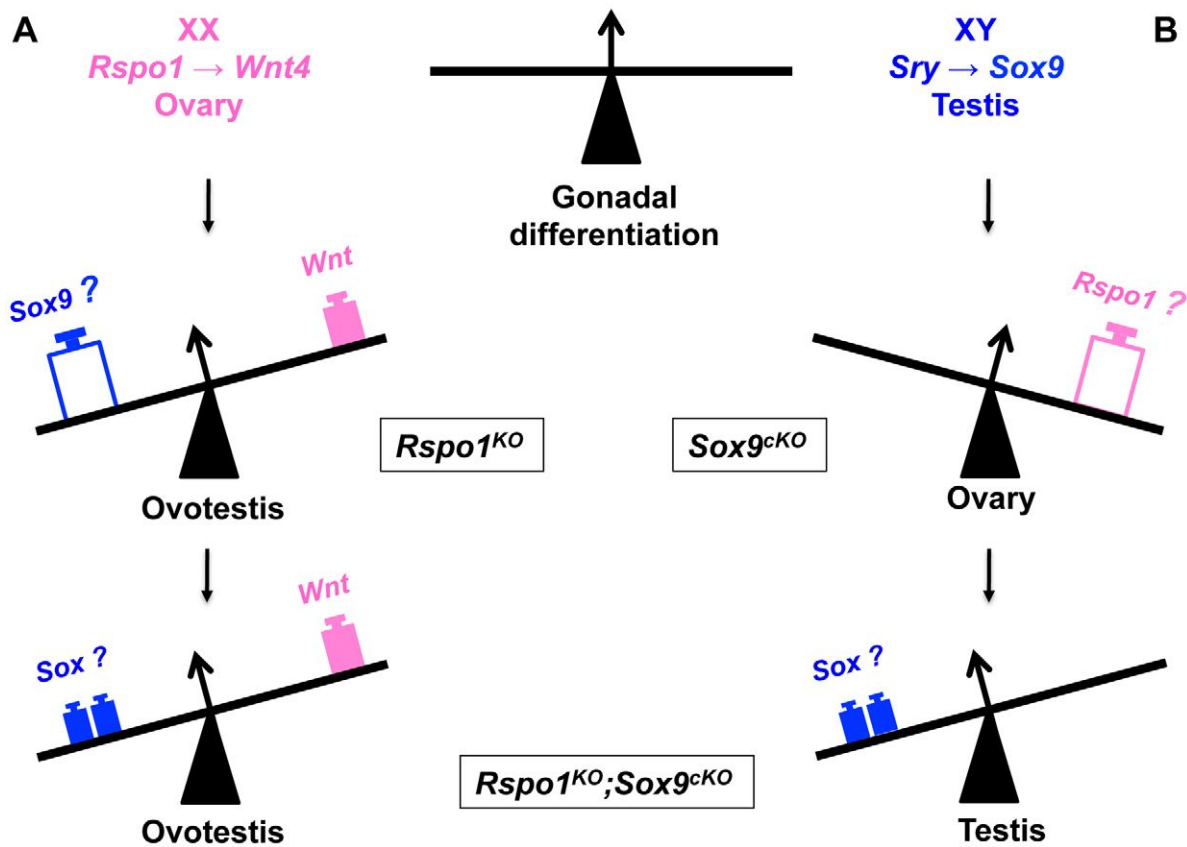 A
XX
Rspo1 → Wnt4
Ovary
B
XY
Sry → Sox9
Testis
Gonadal
differentiation
Sox9 ?
Wnt
Rspo1 ?
Rspo1KO
Sox9cKO
Ovotestis
Ovary
Sox ?
Wnt
Sox ?
Rspo1KO;Sox9cKO
Ovotestis
Testis